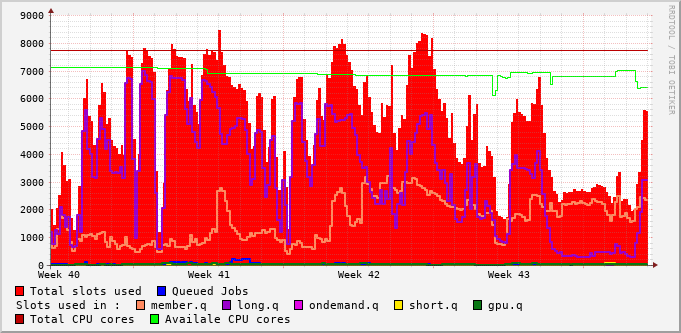 9000
8000
7000
6000
5000
4000
3000
2000
1000
0
Week 40 Week 41 Week 42 Week 43
RRDTOOL / TOBI OETIKER
Total slots used Queued Jobs
Slots used in : member.q long.q ondemand.q short.q gpu.q
Total CPU cores Availale CPU cores